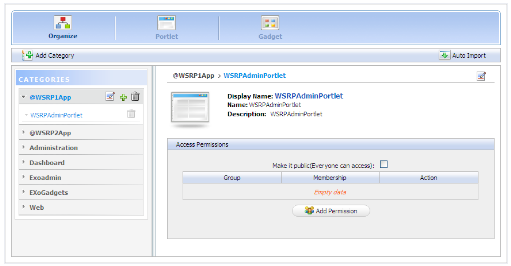 Organize Portlet Gadget
Add Category Auto Import
CATEGORIES
@WSRP1App
WSRPAdminPortlet
@WSRP2App
Administration
Dashboard
Exoadmin
EXoGadgets
Web
@WSRP1App > WSRPAdminPortlet
Display Name: WSRPAdminPortlet
Name: WSRPAdminPortlet
Description: WSRPAdminPortlet
Access Permissions
Make it public(Everyone can access):
Group Membership Action
Empty data
Add Permission